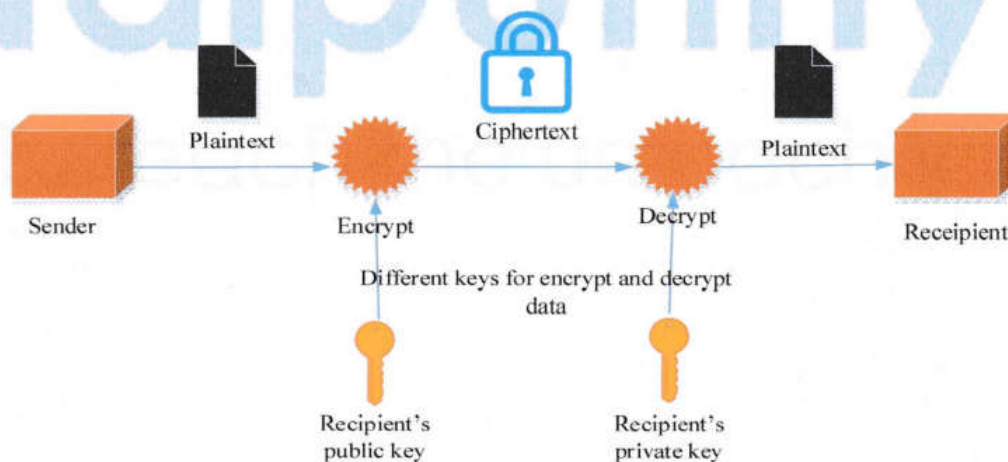 Plaintext
Ciphertext
Plaintext
Sender
Encrypt
Decrypt
Receipient
Different keys for encrypt and decrypt
data
Recipient's
public key
Recipient's
private key